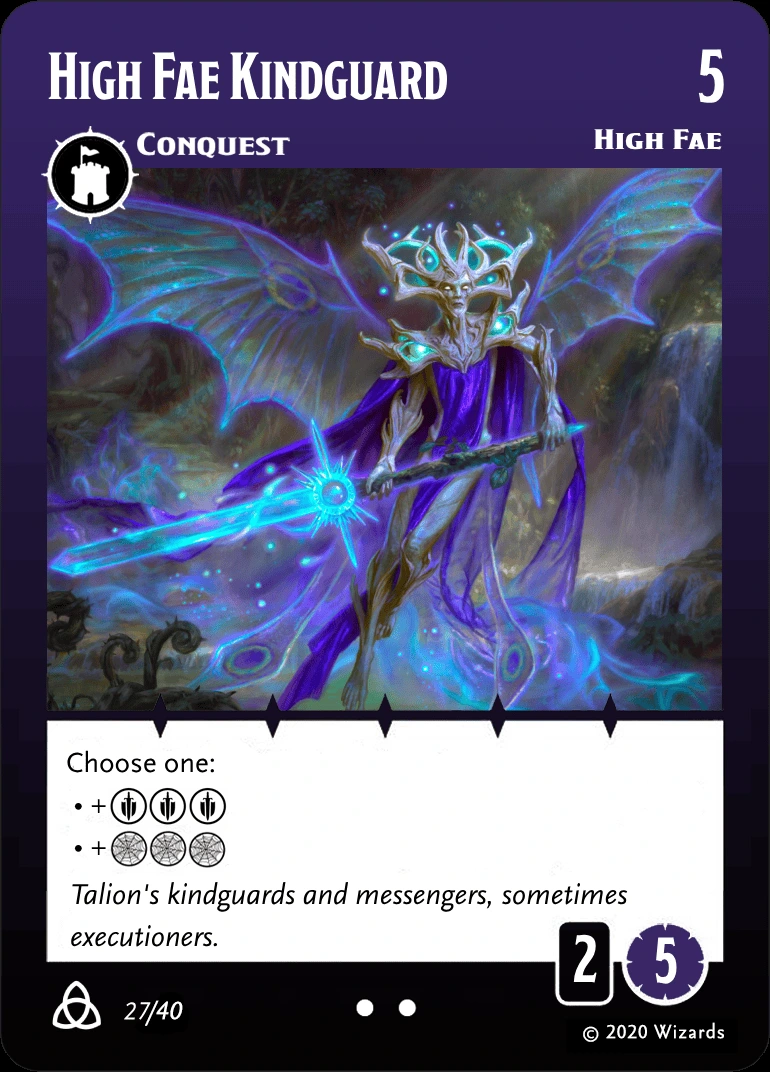 High Fae Kindguard 5
Conquest High Fae
Choose one:
• +
• +
Talion's kindguards and messengers, sometimes
executioners.
2 5
27/40
© 2020 Wizards